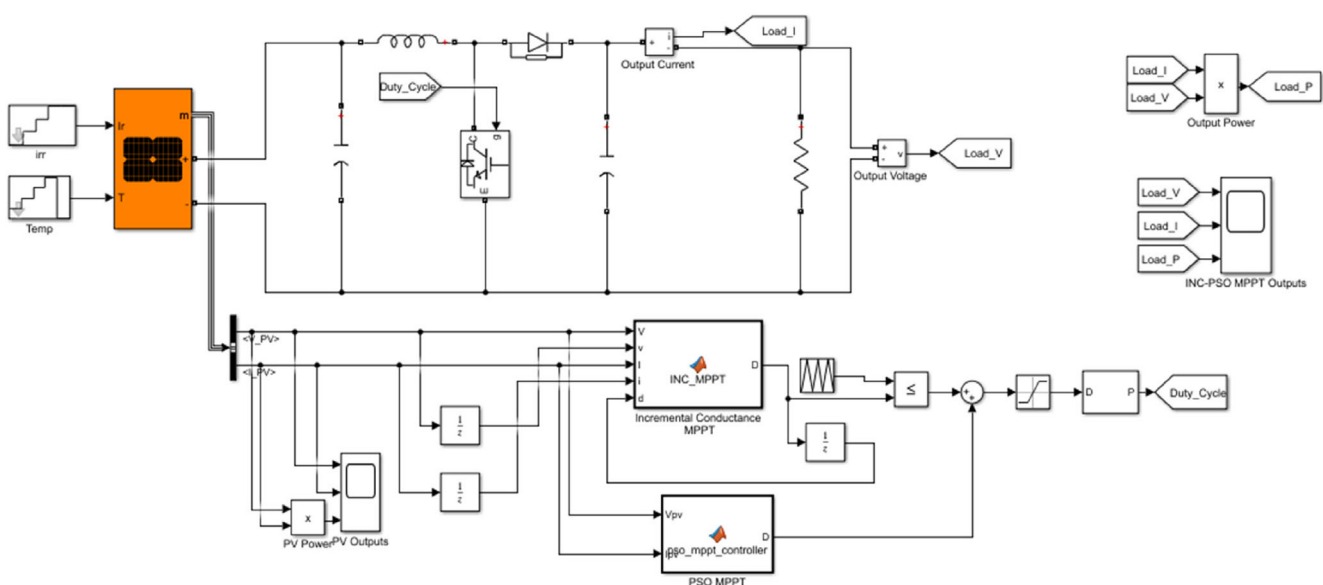 Load_I
Output Current
Duty_Cycle
irr
Ir
m
+
T
-
Temp
C
g
E
i
+
-
+
-
v
Output Voltage
Load_V
Load_I
Load_V
x
Load_P
Output Power
Load_V
Load_I
Load_P
INC-PSO MPPT Outputs
<V_PV>
<I_PV>
V
v
I
i
d
INC_MPPT
D
Incremental Conductance
MPPT
≤
+
+
D
P
Duty_Cycle
1
z
1
z
1
z
x
PV Power
PV Outputs
Vpv
pso_mppt_controller
D
PSO MPPT